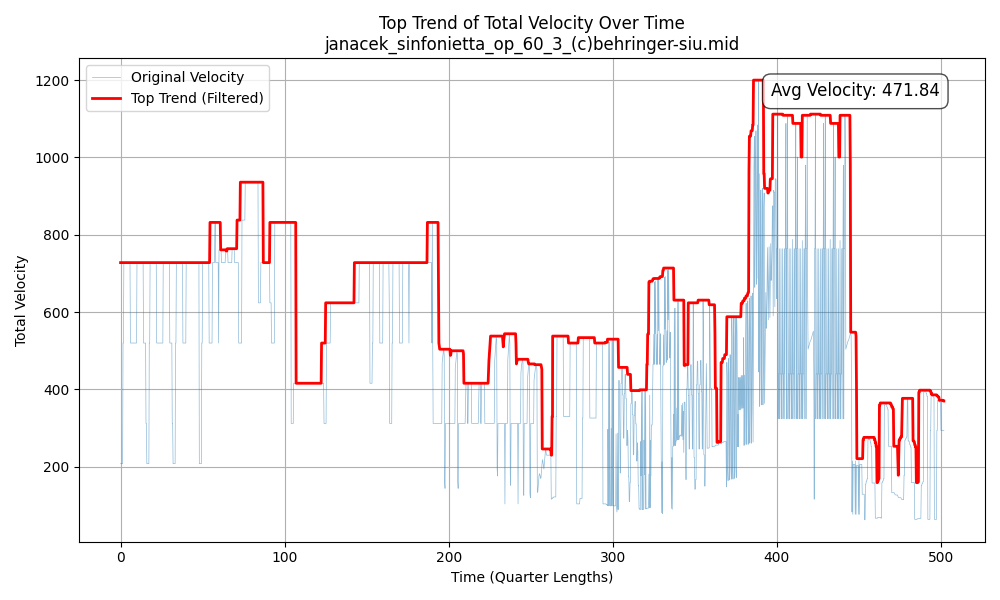 Top Trend of Total Velocity Over Time
janacek_sinfonietta_op_60_3_(c)behringer-siu.mid
Original Velocity
Top Trend (Filtered)
Avg Velocity: 471.84
Total Velocity
1200
1000
800
600
400
200
0 100 200 300 400 500
Time (Quarter Lengths)